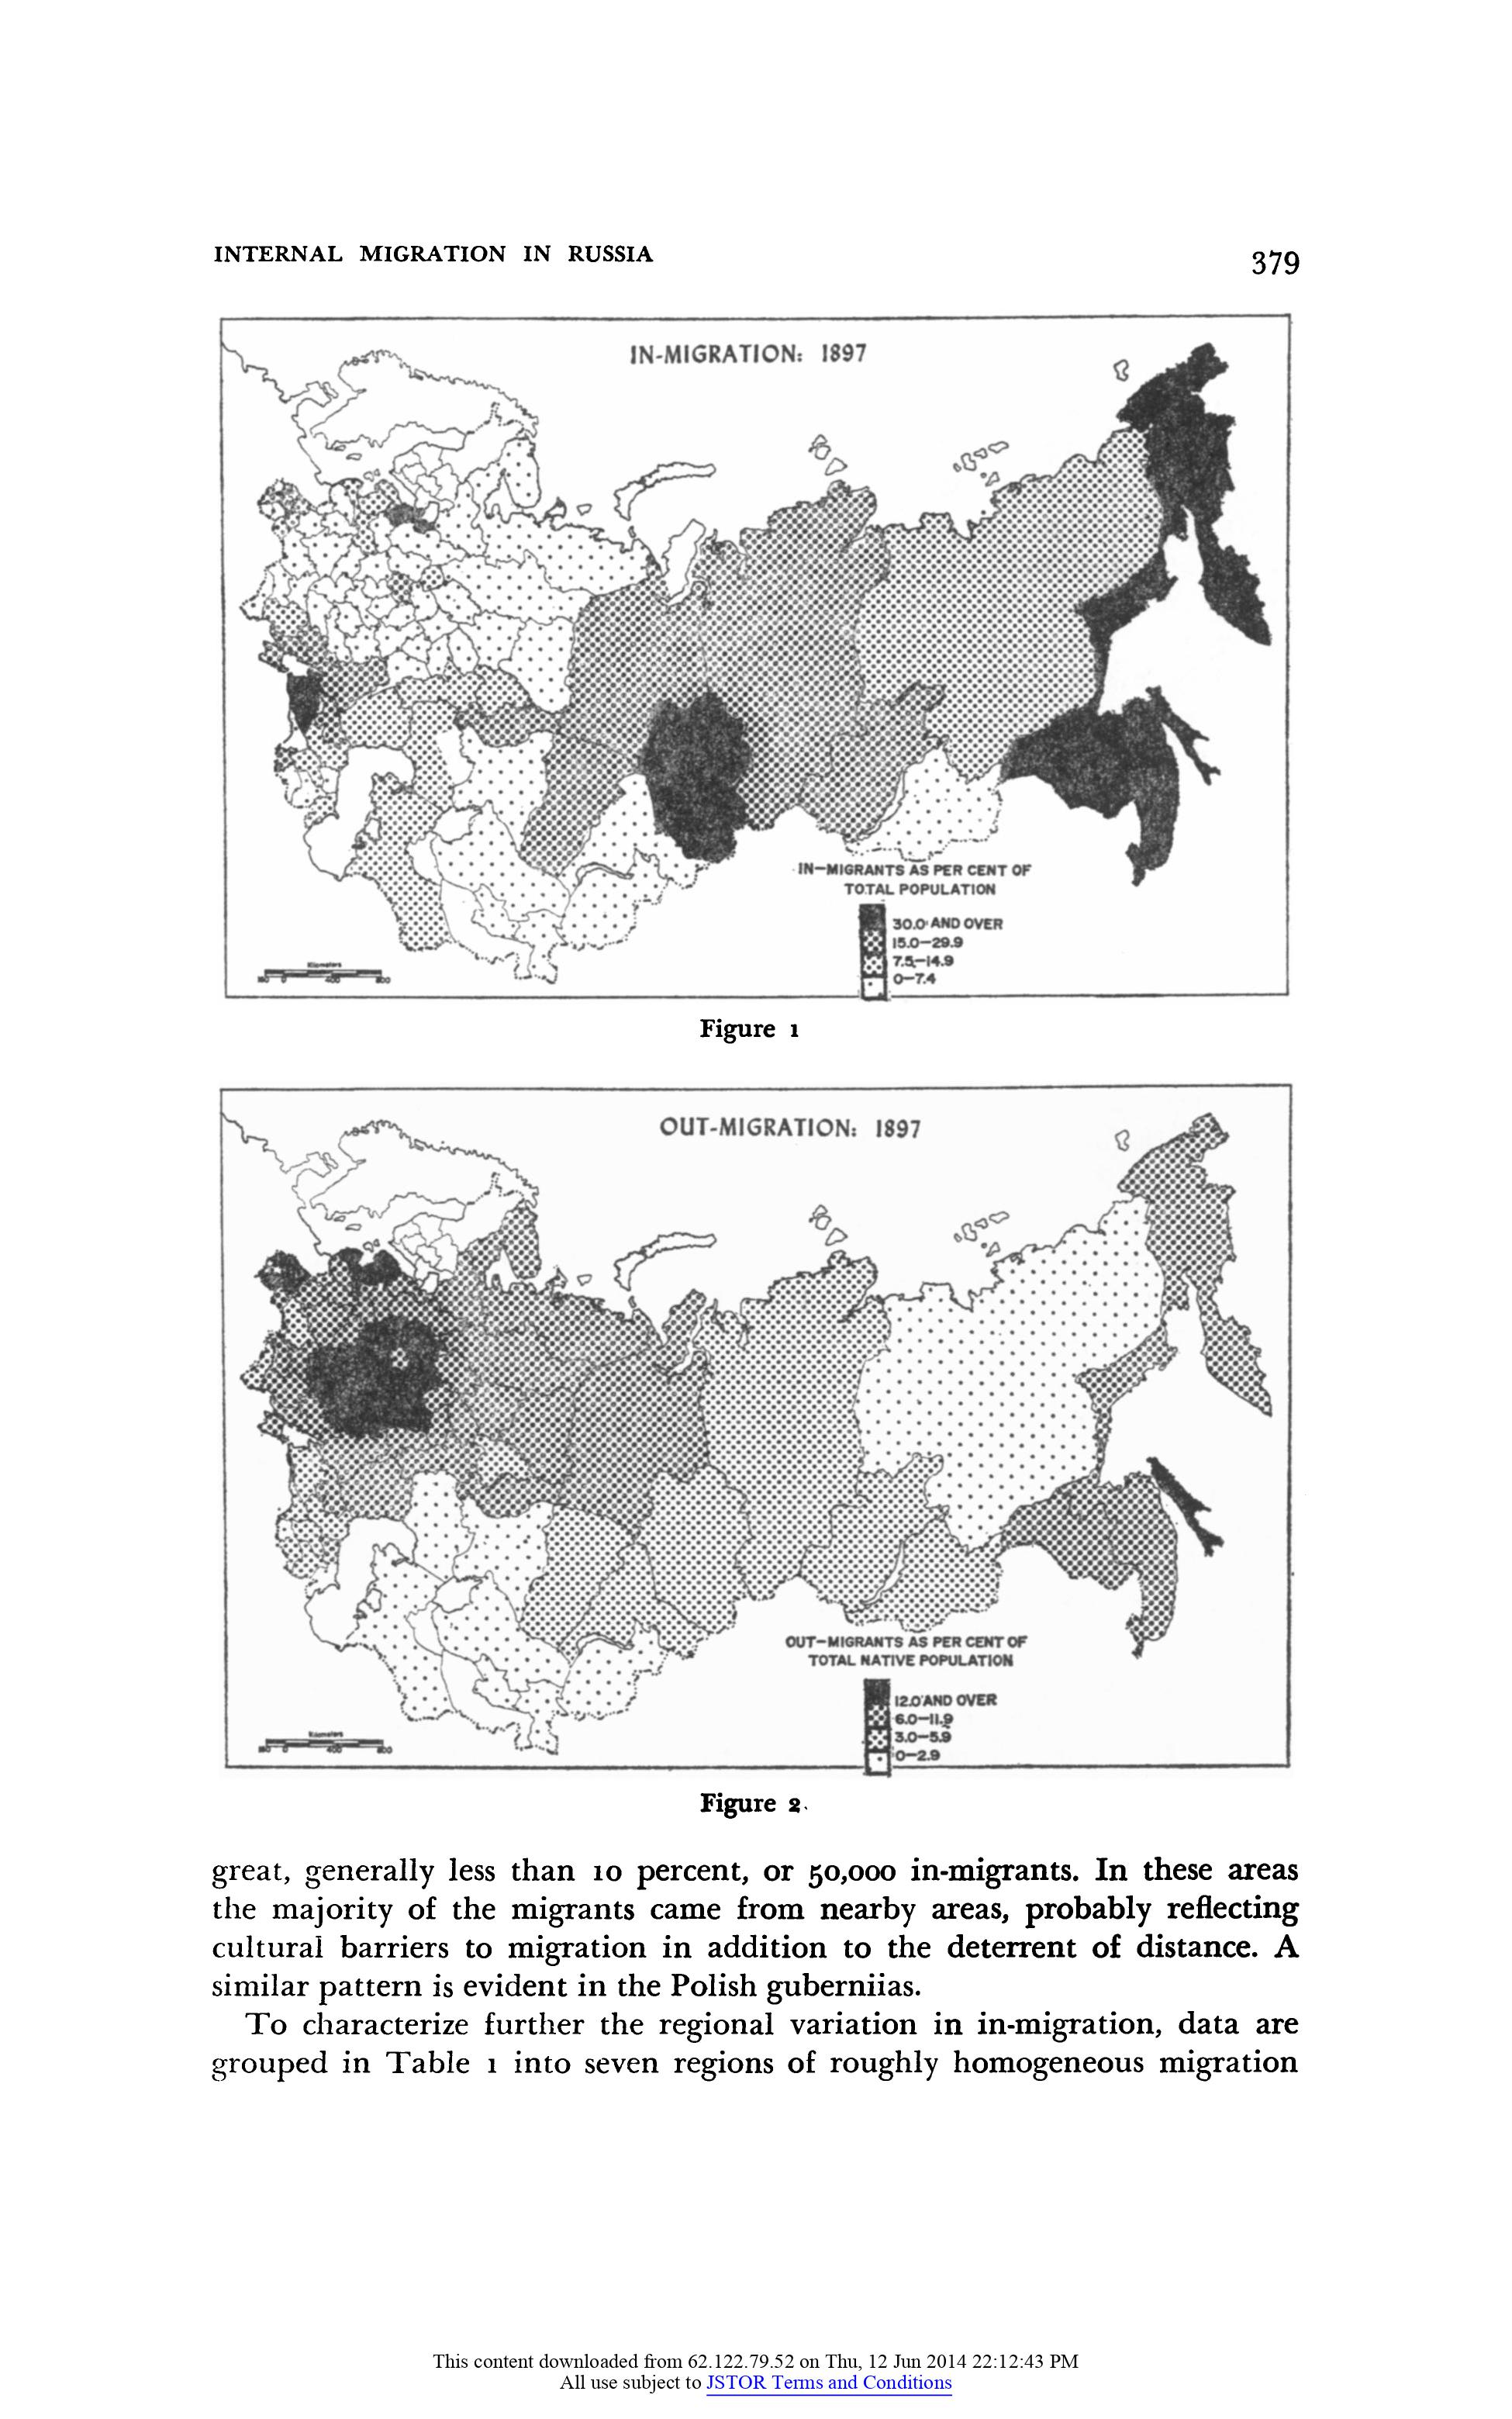 INTERNAL MIGRATION IN RUSSIA
379
IN-MIGRATION: 1897
IN-MIGRANTS AS PER CENT OF
TOTAL POPULATION
30.0 AND OVER
15.0-29.9
7.5-14.9
0-7.4
Kilometers
400
Figure 1
OUT-MIGRATION: 1897
OUT-MIGRANTS AS PER CENT OF
TOTAL NATIVE POPULATION
12.0 AND OVER
6.0-11.9
3.0-5.9
0-2.9
Kilometers
400
Figure 2.
great, generally less than 10 percent, or 50,000 in-migrants. In these areas
the majority of the migrants came from nearby areas, probably reflecting
cultural barriers to migration in addition to the deterrent of distance. A
similar pattern is evident in the Polish guberniias.
To characterize further the regional variation in in-migration, data are
grouped in Table 1 into seven regions of roughly homogeneous migration
This content downloaded from 62.122.79.52 on Thu, 12 Jun 2014 22:12:43 PM
All use subject to JSTOR Terms and Conditions